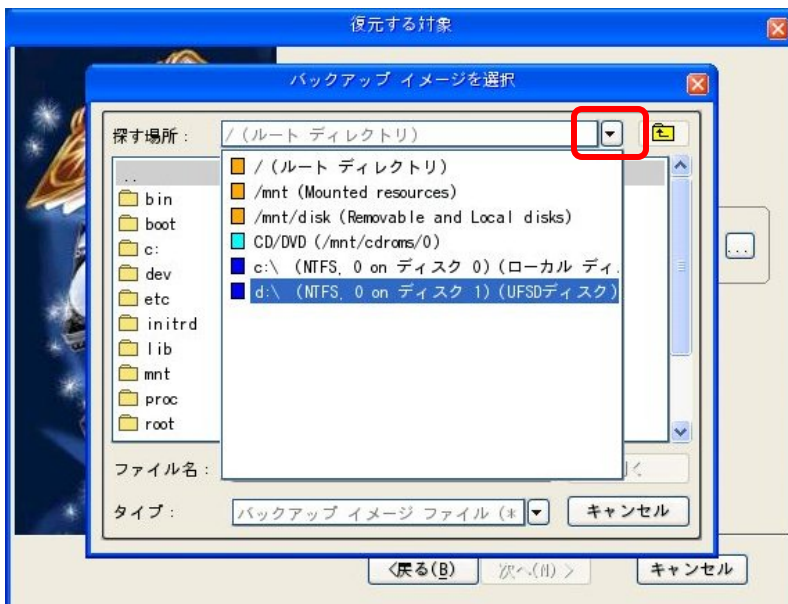 復元する対象
バックアップ イメージを選択
探す場所：
/ (ルート ディレクトリ)
/ (ルート ディレクトリ)
/mnt (Mounted resources)
/mnt/disk (Removable and Local disks)
CD/DVD (/mnt/cdroms/0)
c:\ (NTFS, 0 on ディスク 0) (ローカル ディ
d:\ (NTFS, 0 on ディスク 1) (UFSDディスク)
..
bin
boot
c:
dev
etc
initrd
lib
mnt
proc
root
...
ファイル名：
く
タイプ：
バックアップ イメージ ファイル (*
キャンセル
<戻る(B)
次へ(N) >
キャンセル